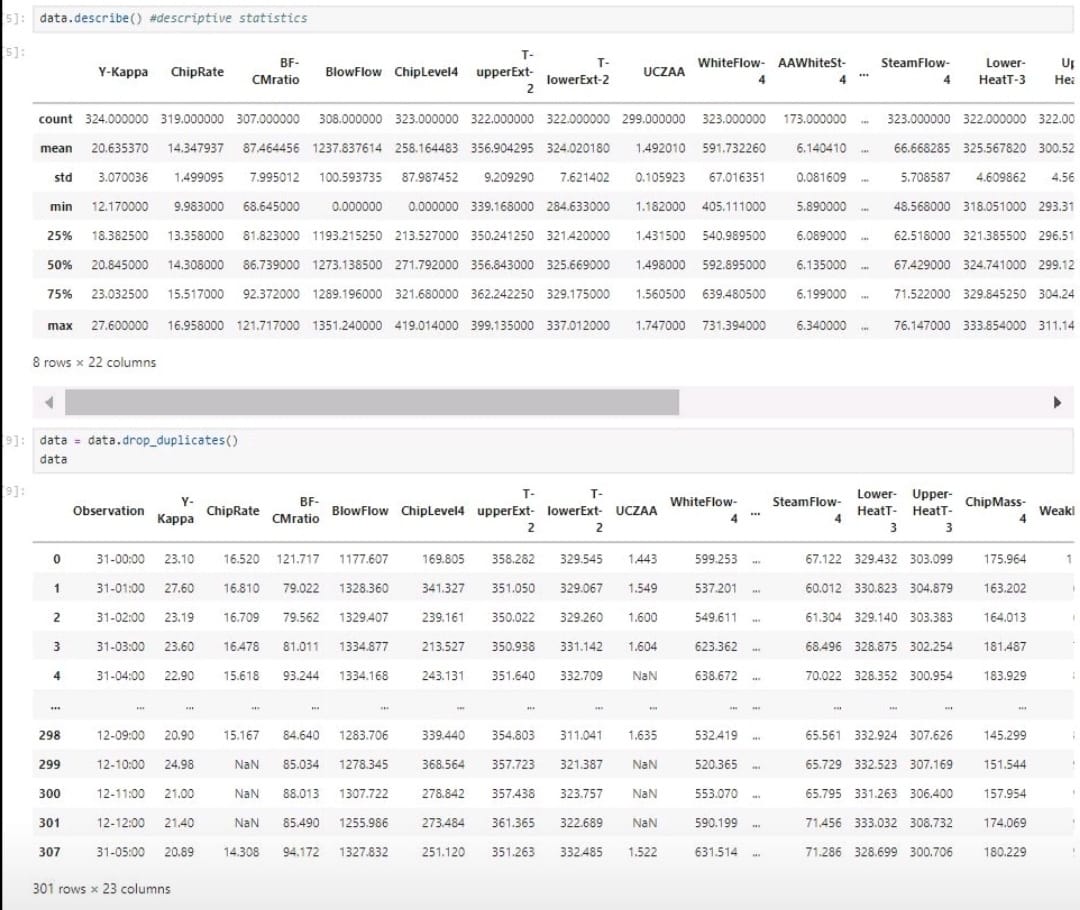 5]: data.describe() #descriptive statistics
5]:
Y-Kappa ChipRate BF-CMratio BlowFlow ChipLevel4 T-upperExt-2 T-lowerExt-2 UCZAA WhiteFlow-4 AAWhiteSt-4 ... SteamFlow-4 Lower-HeatT-3
count 324.000000 319.000000 307.000000 308.000000 323.000000 322.000000 322.000000 299.000000 323.000000 173.000000 ... 323.000000 322.000000 322.00
mean 20.635370 14.347937 87.464456 1237.837614 258.164483 356.904295 324.020180 1.492010 591.732260 6.140410 ... 66.668285 325.567820 300.52
std 3.070036 1.499095 7.995012 100.593735 87.987452 9.209290 7.621402 0.105923 67.016351 0.081609 ... 5.708587 4.609862 4.56
min 12.170000 9.983000 68.645000 0.000000 0.000000 339.168000 284.633000 1.182000 405.111000 5.890000 ... 48.568000 318.051000 293.31
25% 18.382500 13.358000 81.823000 1193.215250 213.527000 350.241250 321.420000 1.431500 540.989500 6.089000 ... 62.518000 321.385500 296.51
50% 20.845000 14.308000 86.739000 1273.138500 271.792000 356.843000 325.669000 1.498000 592.895000 6.135000 ... 67.429000 324.741000 299.12
75% 23.032500 15.517000 92.372000 1289.196000 321.680000 362.242250 329.175000 1.560500 639.480500 6.199000 ... 71.522000 329.845250 304.24
max 27.600000 16.958000 121.717000 1351.240000 419.014000 399.135000 337.012000 1.747000 731.394000 6.340000 ... 76.147000 333.854000 311.14
8 rows × 22 columns
9]: data = data.drop_duplicates()
data
9]:
Observation Y-Kappa ChipRate BF-CMratio BlowFlow ChipLevel4 T-upperExt-2 T-lowerExt-2 UCZAA WhiteFlow-4 ... SteamFlow-4 Lower-HeatT-3 Upper-HeatT-3 ChipMass-4
0 31-00:00 23.10 16.520 121.717 1177.607 169.805 358.282 329.545 1.443 599.253 ... 67.122 329.432 303.099 175.964 1
1 31-01:00 27.60 16.810 79.022 1328.360 341.327 351.050 329.067 1.549 537.201 ... 60.012 330.823 304.879 163.202
2 31-02:00 23.19 16.709 79.562 1329.407 239.161 350.022 329.260 1.600 549.611 ... 61.304 329.140 303.383 164.013
3 31-03:00 23.60 16.478 81.011 1334.877 213.527 350.938 331.142 1.604 623.362 ... 68.496 328.875 302.254 181.487
4 31-04:00 22.90 15.618 93.244 1334.168 243.131 351.640 332.709 NaN 638.672 ... 70.022 328.352 300.954 183.929
... ... ... ... ... ... ... ... ... ... ... ... ... ... ... ...
298 12-09:00 20.90 15.167 84.640 1283.706 339.440 354.803 311.041 1.635 532.419 ... 65.561 332.924 307.626 145.299
299 12-10:00 24.98 NaN 85.034 1278.345 368.564 357.723 321.387 NaN 520.365 ... 65.729 332.523 307.169 151.544
300 12-11:00 21.00 NaN 88.013 1307.722 278.842 357.438 323.757 NaN 553.070 ... 65.795 331.263 306.400 157.954
301 12-12:00 21.40 NaN 85.490 1255.986 273.484 361.365 322.689 NaN 590.199 ... 71.456 333.032 308.732 174.069
307 31-05:00 20.89 14.308 94.172 1327.832 251.120 351.263 332.485 1.522 631.514 ... 71.286 328.699 300.706 180.229
301 rows × 23 columns